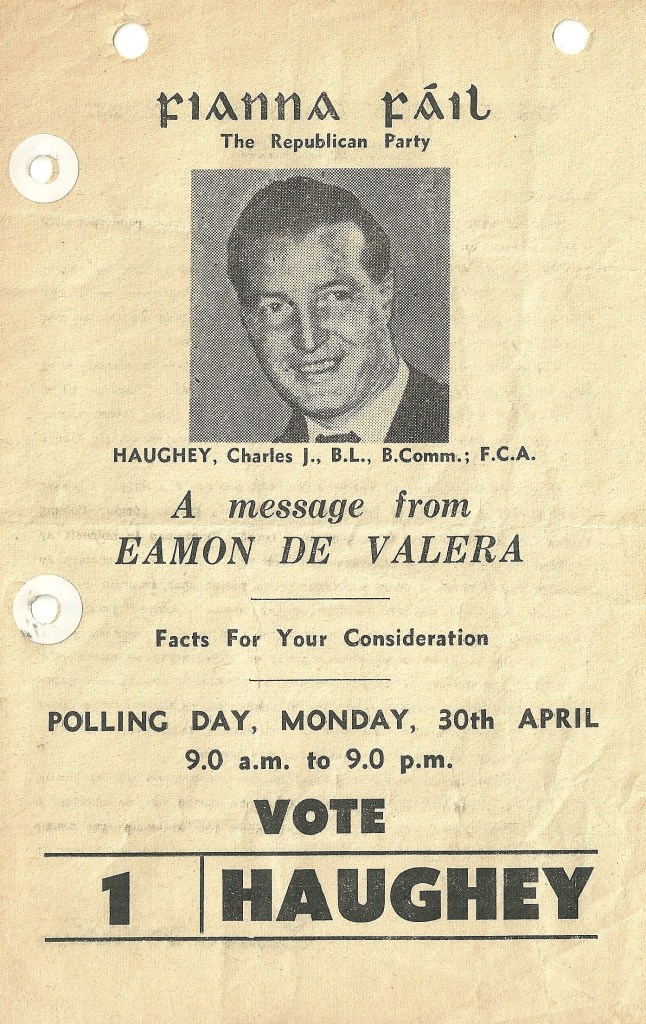 Fianna Fáil
The Republican Party
HAUGHEY, Charles J., B.L., B.Comm.; F.C.A.
A message from
EAMON DE VALERA
Facts For Your Consideration
POLLING DAY, MONDAY, 30th APRIL
9.0 a.m. to 9.0 p.m.
VOTE
1 HAUGHEY